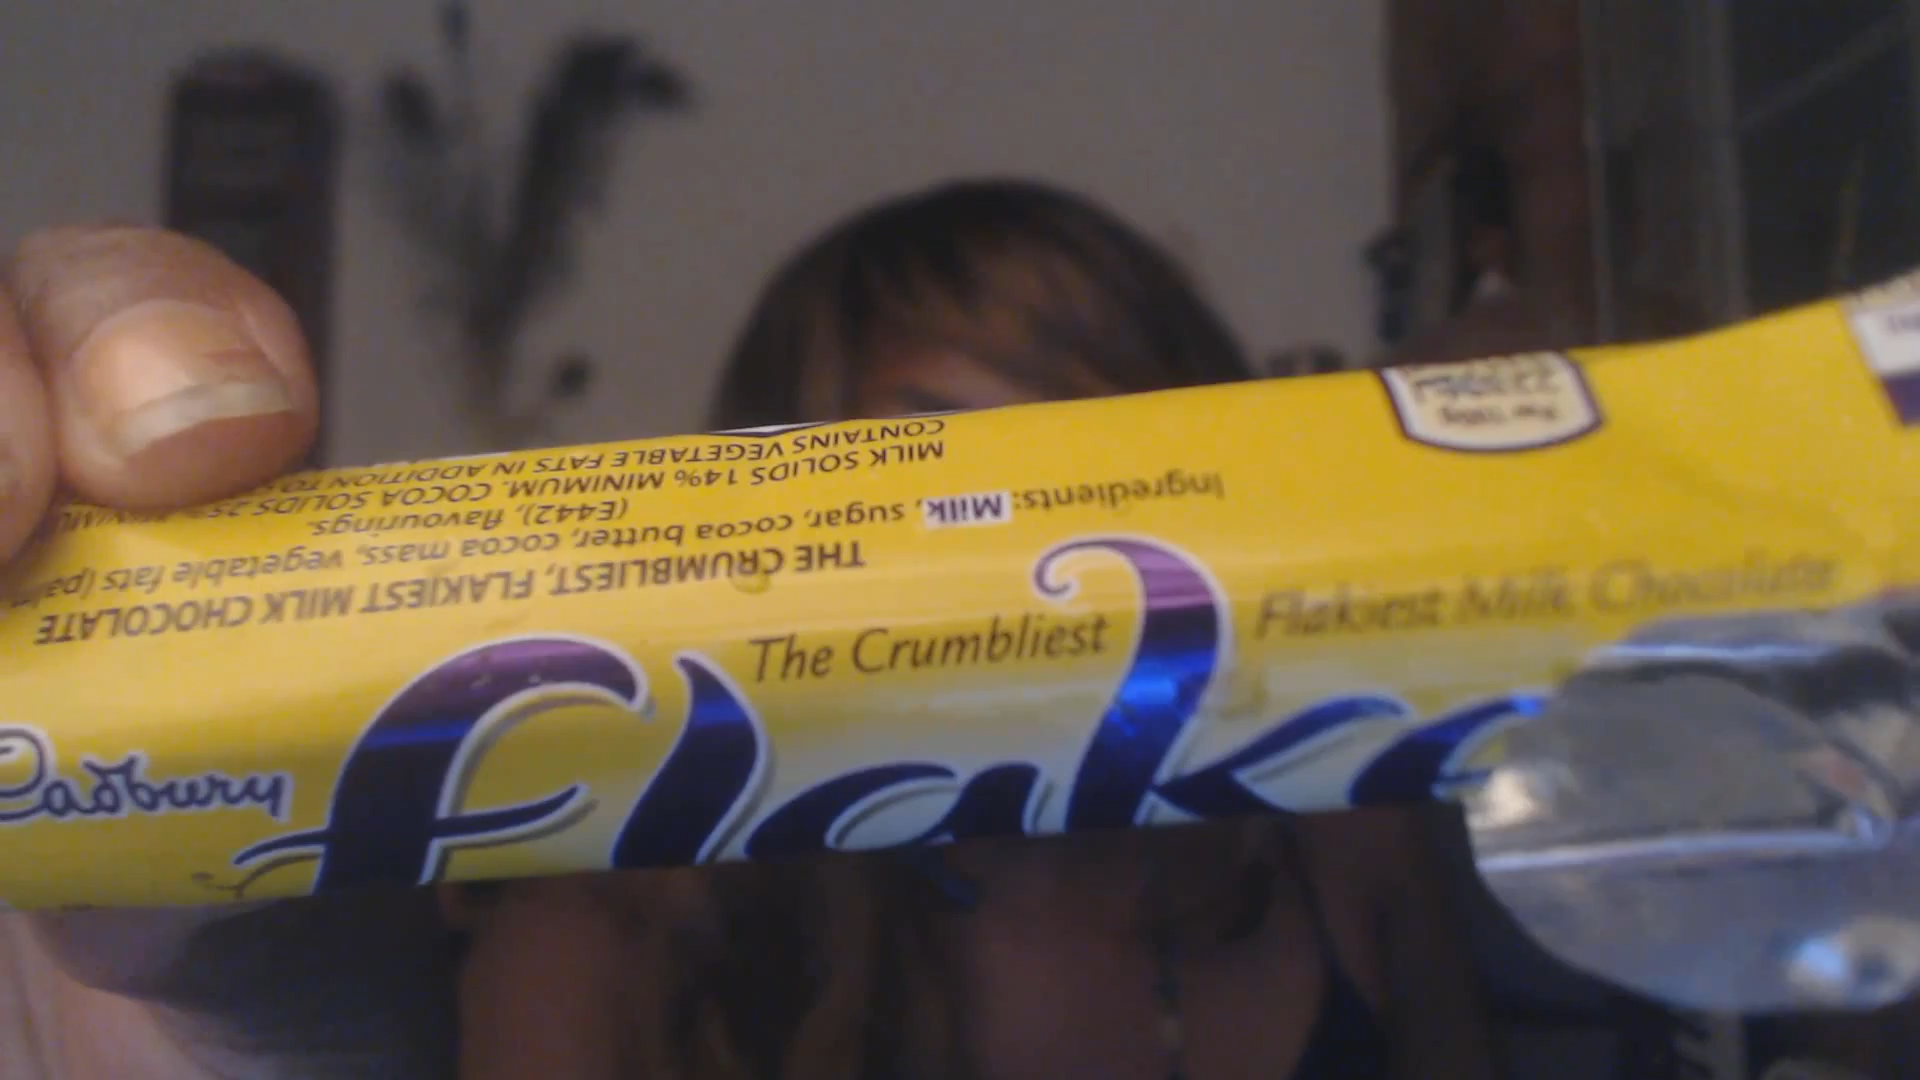 Cadbury
flake
The Crumbliest
Flakiest Milk Chocolate
THE CRUMBLIEST, FLAKIEST MILK CHOCOLATE
Ingredients: Milk, sugar, cocoa butter, cocoa mass, vegetable fats
(E442), flavourings.
MILK SOLIDS 14% MINIMUM. COCOA SOLIDS
CONTAINS VEGETABLE FATS IN ADDITION TO